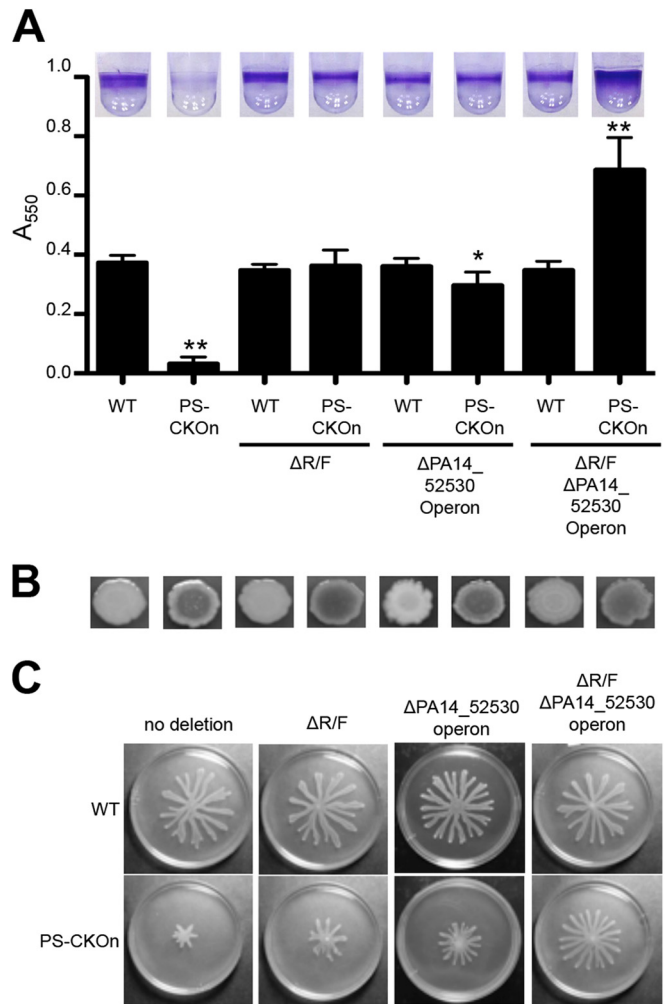 A
1.0
0.8
0.6
0.4
0.2
0.0
A550
**
*
**
WT PS-CKOn WT PS-CKOn WT PS-CKOn WT PS-CKOn
ΔR/F
ΔPA14_
52530
Operon
ΔR/F
ΔPA14_
52530
Operon
B
C
no deletion
ΔR/F
ΔPA14_52530
operon
ΔR/F
ΔPA14_52530
operon
WT
PS-CKOn